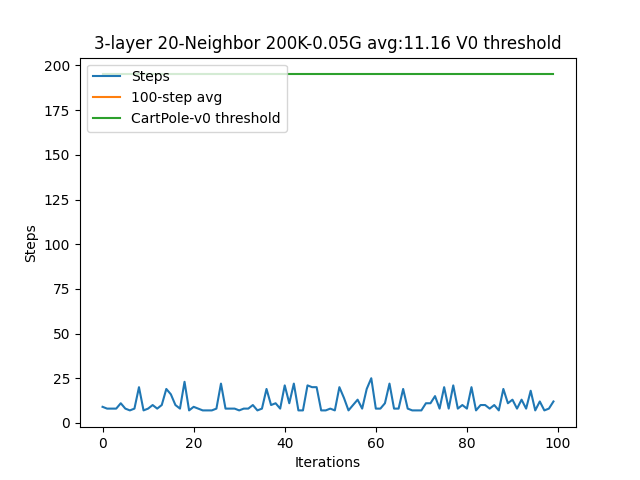 3-layer 20-Neighbor 200K-0.05G avg:11.16 V0 threshold
200
175
150
125
100
75
50
25
0
Steps
Steps
100-step avg
CartPole-v0 threshold
0 20 40 60 80 100
Iterations